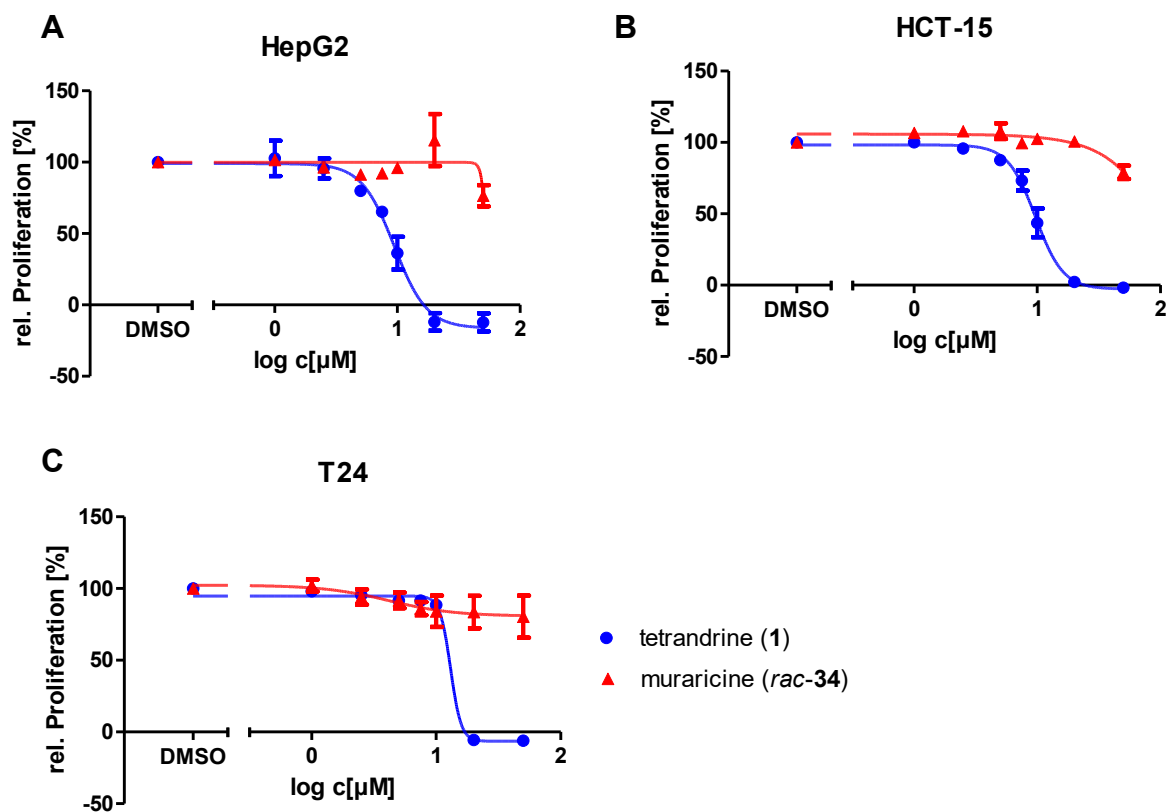 A
HepG2
rel. Proliferation [%]
150
100
50
0
-50
DMSO
0
1
2
log c[µM]
B
HCT-15
rel. Proliferation [%]
150
100
50
0
-50
DMSO
0
1
2
log c[µM]
C
T24
rel. Proliferation [%]
150
100
50
0
-50
DMSO
0
1
2
log c[µM]
tetrandrine (1)
muraricine (rac-34)